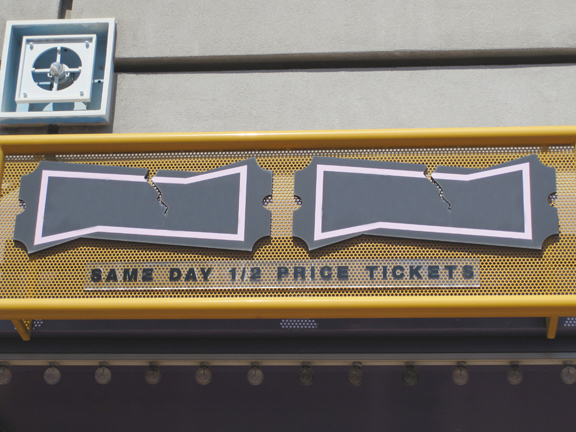 SAME DAY 1/2 PRICE TICKETS